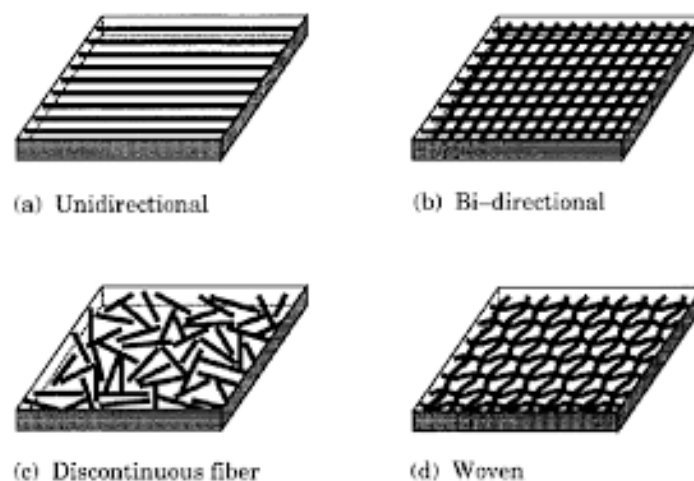 (a) Unidirectional
(b) Bi-directional
(c) Discontinuous fiber
(d) Woven